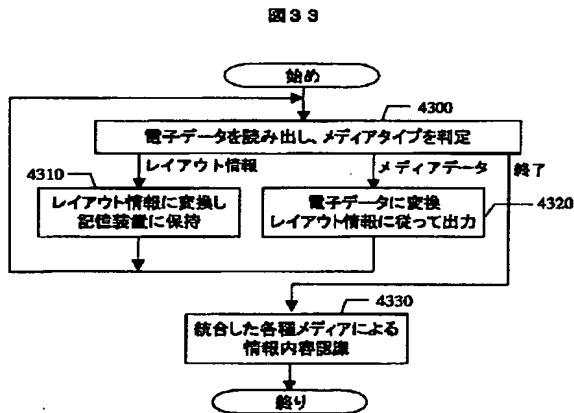 図33
始め
4300
電子データを読み出し、メディアタイプを判定
4310
レイアウト情報
メディアデータ
終了
レイアウト情報に変換し
記憶装置に保持
電子データに変換
レイアウト情報に従って出力
4320
4330
統合した各種メディアによる
情報内容認識
終り